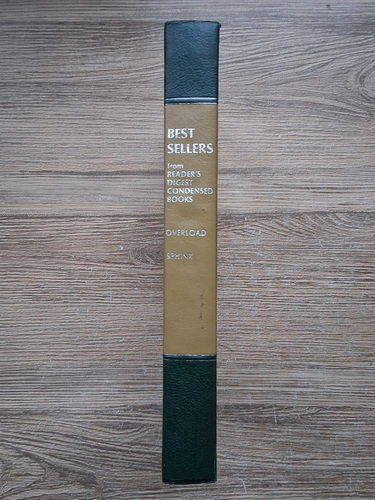 BEST
SELLERS
from
READER'S
DIGEST
CONDENSED
BOOKS
OVERLOAD
SPHINX